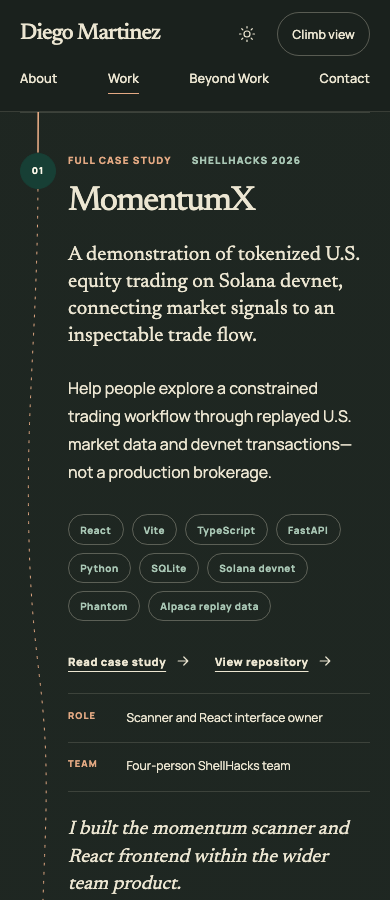 Diego Martinez
Climb view
About
Work
Beyond Work
Contact
01
FULL CASE STUDY
SHELLHACKS 2026
MomentumX
A demonstration of tokenized U.S.
equity trading on Solana devnet,
connecting market signals to an
inspectable trade flow.
Help people explore a constrained
trading workflow through replayed U.S.
market data and devnet transactions—
not a production brokerage.
React
Vite
TypeScript
FastAPI
Python
SQLite
Solana devnet
Phantom
Alpaca replay data
Read case study →
View repository →
ROLE
Scanner and React interface owner
TEAM
Four-person ShellHacks team
I built the momentum scanner and
React frontend within the wider
team product.